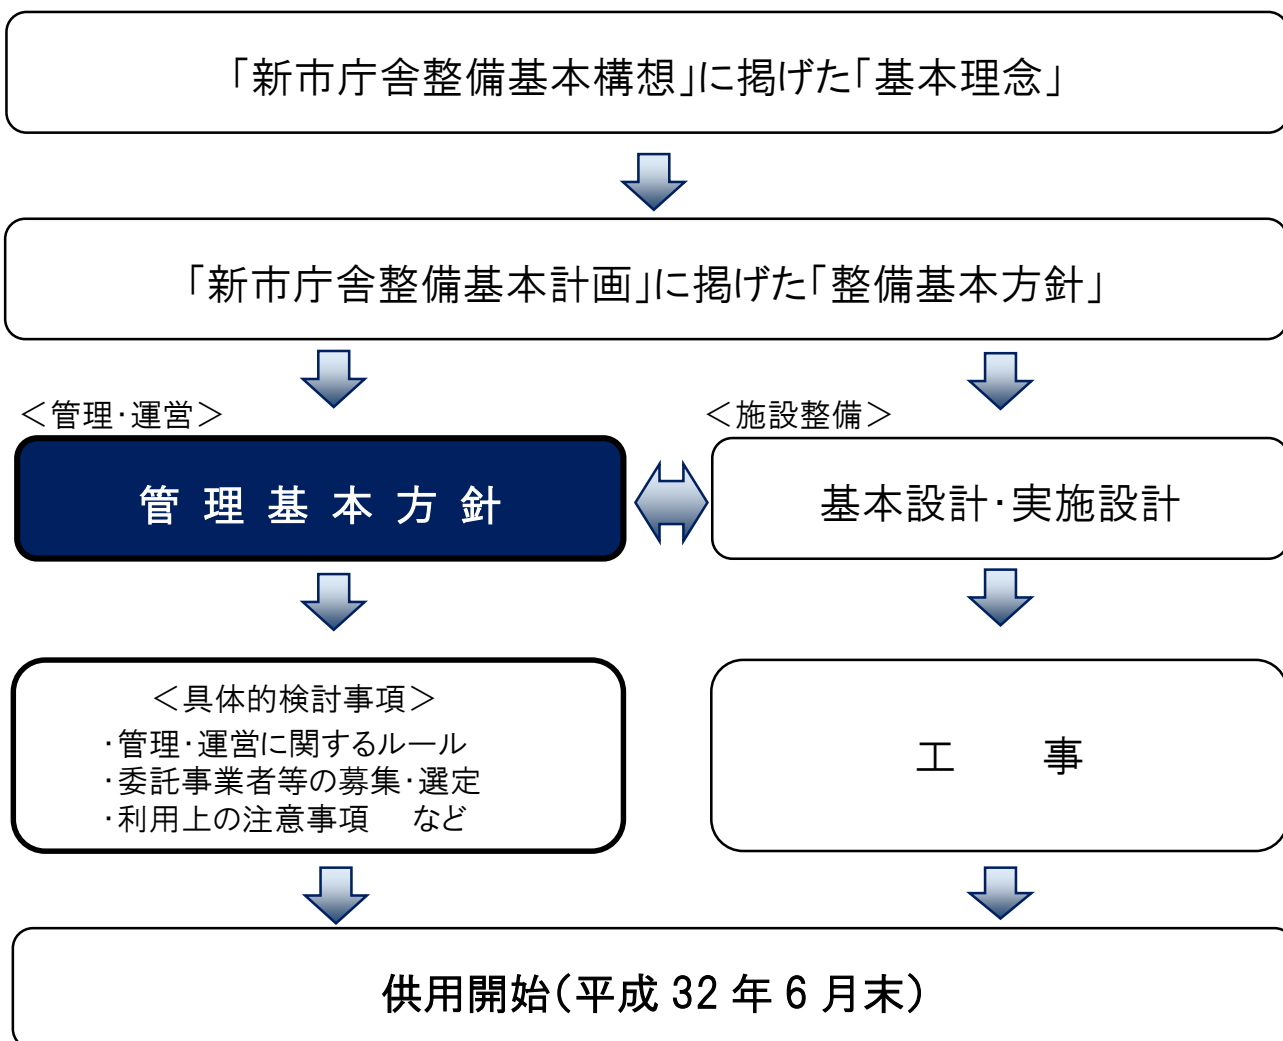 「新市庁舎整備基本構想」に掲げた「基本理念」
「新市庁舎整備基本計画」に掲げた「整備基本方針」
＜管理・運営＞
管 理 基 本 方 針
＜具体的検討事項＞
・管理・運営に関するルール
・委託事業者等の募集・選定
・利用上の注意事項　など
＜施設整備＞
基本設計・実施設計
工　　事
供用開始（平成 32 年 6 月末）